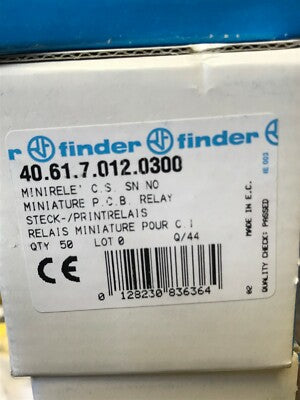 finder finder
40.61.7.012.0300
MINIRELE' C.S. SN NO
MINIATURE P.C.B. RELAY
STECK-/PRINTRELAIS
RELAIS MINIATURE POUR C.I
QTY 50 LOT 0 Q/44
CE
0 128230 836364
02 MADE IN E.C.
QUALITY CHECK: PASSED